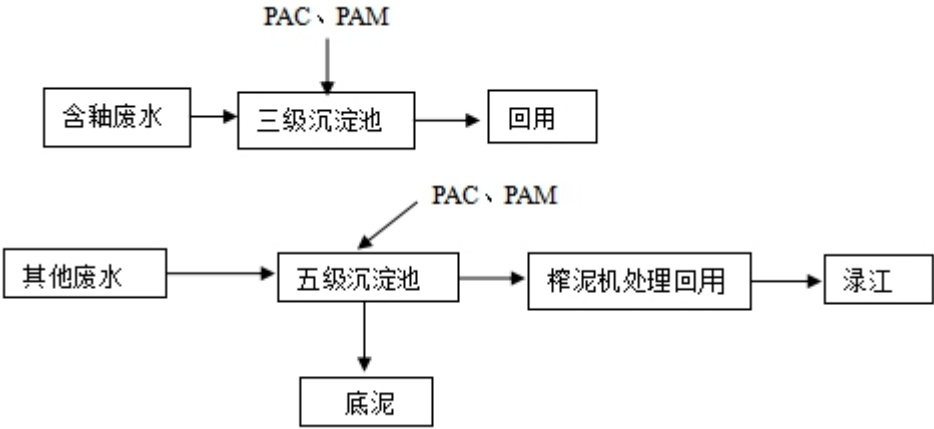 PAC、PAM
含釉废水
三级沉淀池
回用
PAC、PAM
其他废水
五级沉淀池
榨泥机处理回用
渌江
底泥